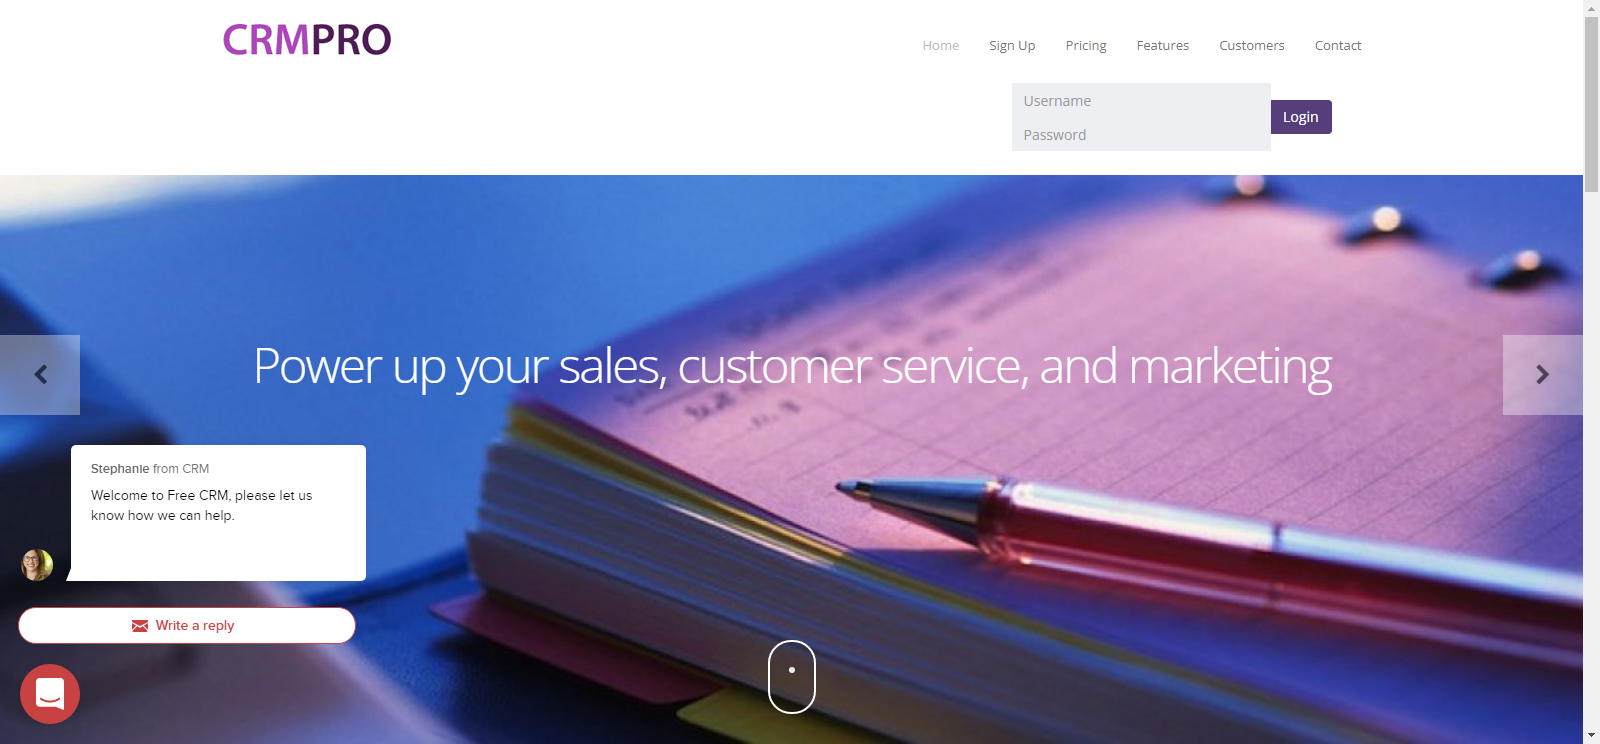 CRMPRO
Home Sign Up Pricing Features Customers Contact
Username
Password
Login
Power up your sales, customer service, and marketing
Stephanie from CRM
Welcome to Free CRM, please let us
know how we can help.
Write a reply